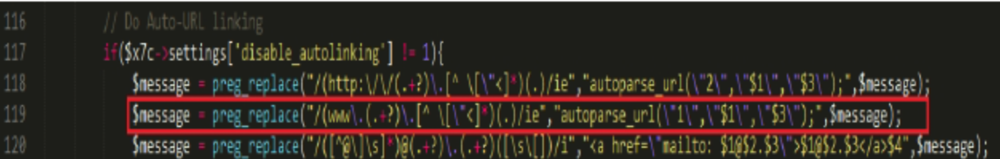 116 // Do Auto-URL linking
117 if($x7c->settings['disable_autolinking'] != 1){
118 $message = preg_replace("/(http:\/\/(.+?)\.[^ \[\"<]*)(.)/ie","autoparse_url(\"2\",\"$1\",\"$3\");",$message);
119 $message = preg_replace("/(www\.(.+?)\.[^ \[\"<]*)(.)/ie","autoparse_url(\"1\",\"$1\",\"$3\");",$message);
120 $message = preg_replace("/([^@\]\s]*)@(.+?)\.(.+?)([\s\[])/i","<a href=\"mailto: $1@$2.$3\">$1@$2.$3</a>$4",$message);